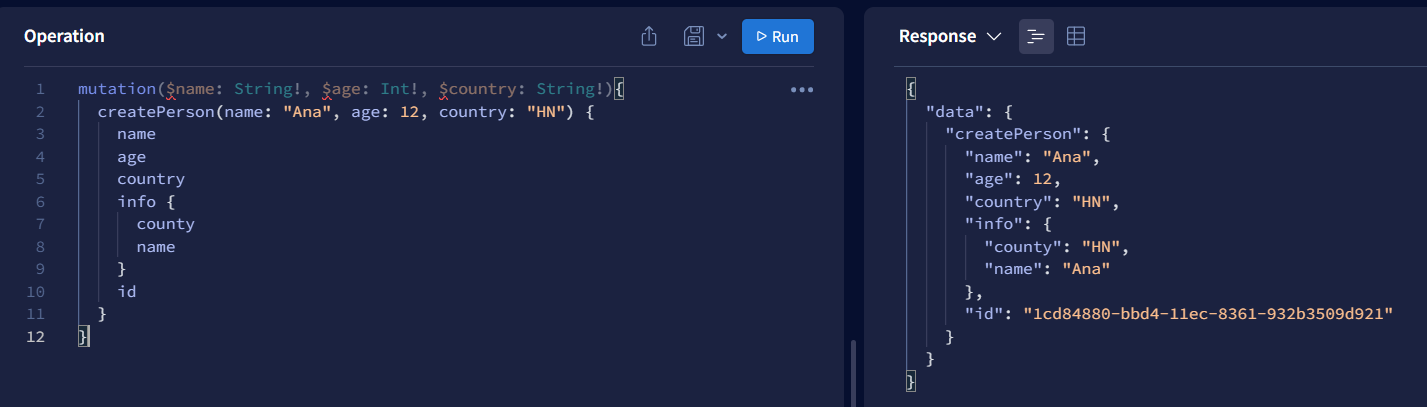 Operation
Run
1 mutation($name: String!, $age: Int!, $country: String!){
2 createPerson(name: "Ana", age: 12, country: "HN") {
3 name
4 age
5 country
6 info {
7 county
8 name
9 }
10 id
11 }
12 }
Response
{
"data": {
"createPerson": {
"name": "Ana",
"age": 12,
"country": "HN",
"info": {
"county": "HN",
"name": "Ana"
},
"id": "1cd84880-bbd4-11ec-8361-932b3509d921"
}
}
}